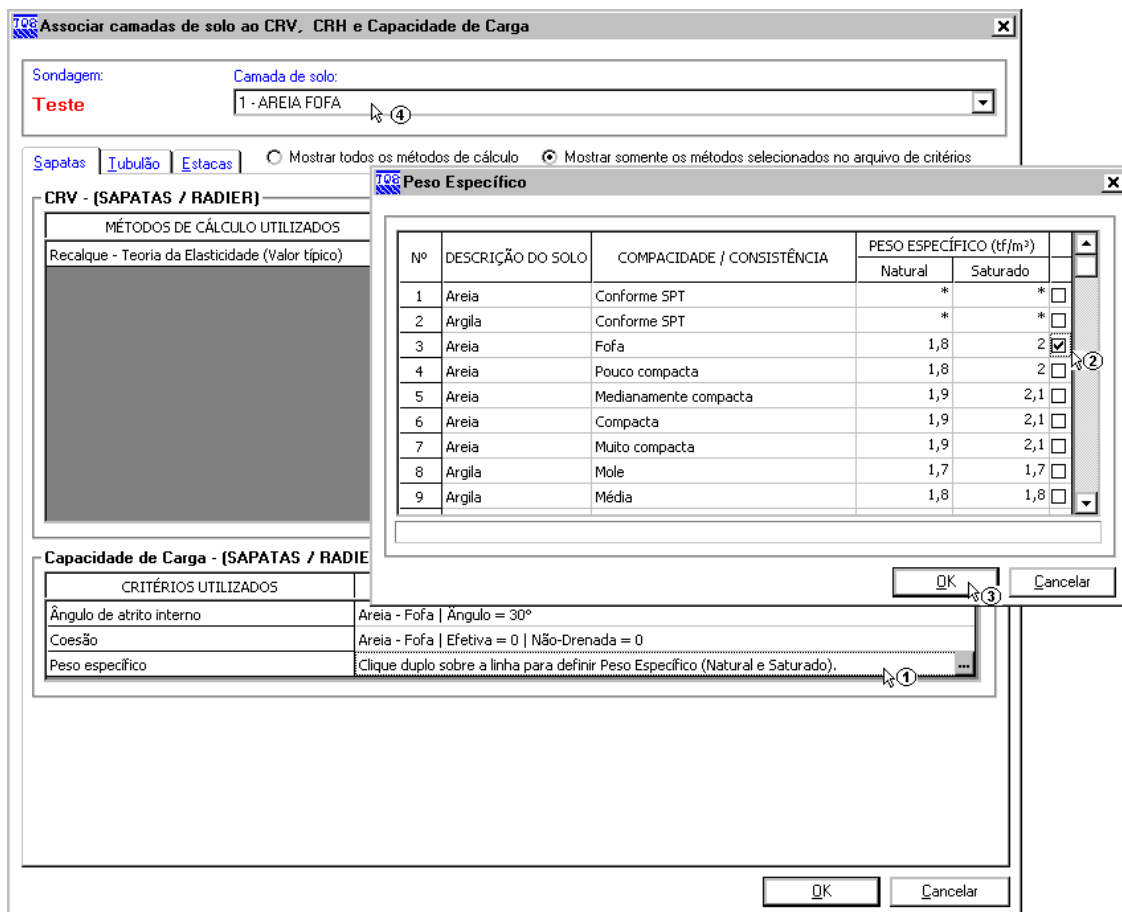 TQS Associar camadas de solo ao CRV, CRH e Capacidade de Carga
Sondagem:
Camada de solo:
Teste
1 - AREIA FOFA
4
Sapatas Tubulão Estacas Mostrar todos os métodos de cálculo Mostrar somente os métodos selecionados no arquivo de critérios
CRV - (SAPATAS / RADIER)
MÉTODOS DE CÁLCULO UTILIZADOS
Recalque - Teoria da Elasticidade (Valor típico)
TQS Peso Específico
Nº DESCRIÇÃO DO SOLO COMPACIDADE / CONSISTÊNCIA PESO ESPECÍFICO (tf/m³)
Natural Saturado
1 Areia Conforme SPT * *
2 Argila Conforme SPT * *
3 Areia Fofa 1,8 2
2
4 Areia Pouco compacta 1,8 2
5 Areia Medianamente compacta 1,9 2,1
6 Areia Compacta 1,9 2,1
7 Areia Muito compacta 1,9 2,1
8 Argila Mole 1,7 1,7
9 Argila Média 1,8 1,8
OK Cancelar
3
Capacidade de Carga - (SAPATAS / RADIE
CRITÉRIOS UTILIZADOS
Ângulo de atrito interno Areia - Fofa | Ângulo = 30°
Coesão Areia - Fofa | Efetiva = 0 | Não-Drenada = 0
Peso específico Clique duplo sobre a linha para definir Peso Específico (Natural e Saturado). ...
1
OK Cancelar